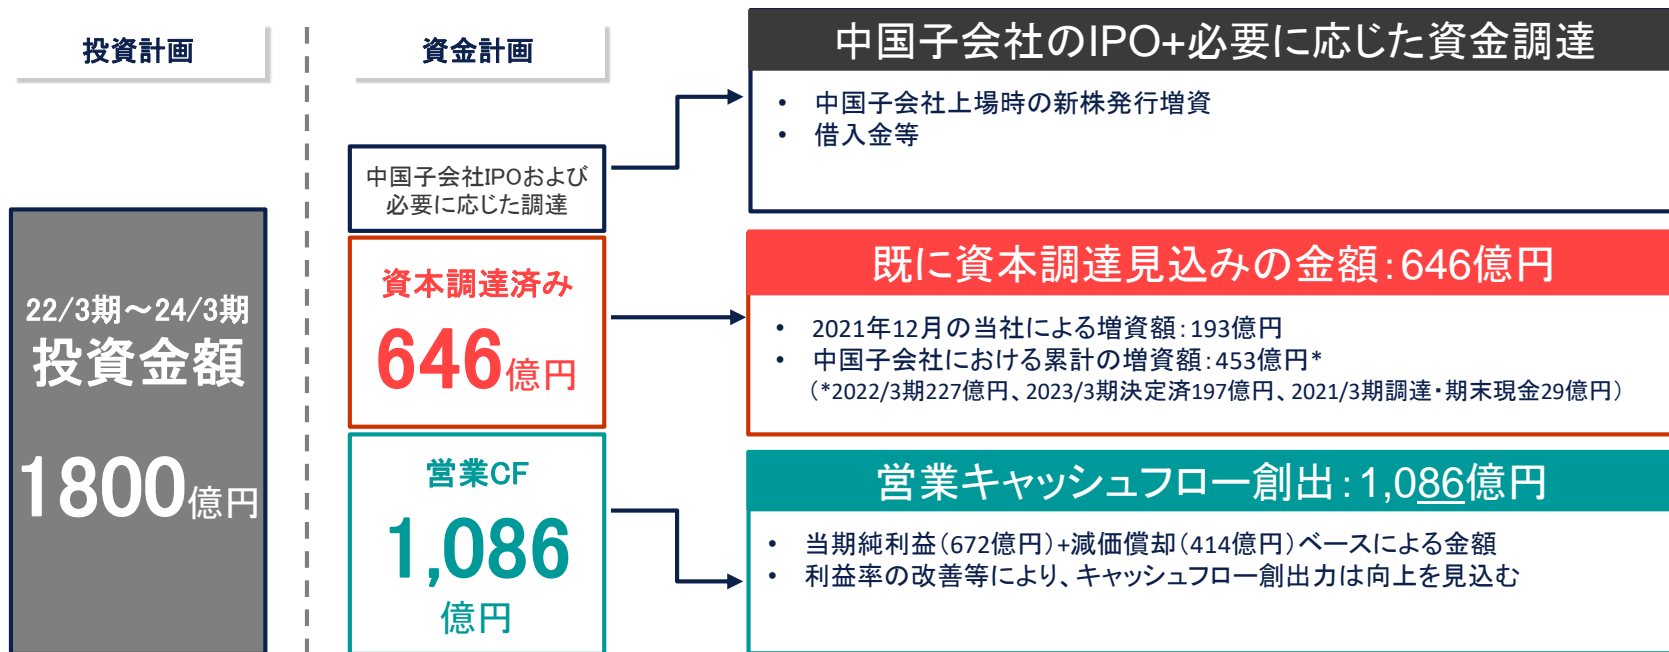 投資計画
22/3期～24/3期
投資金額
1800億円
資金計画
中国子会社IPOおよび
必要に応じた調達
資本調達済み
646億円
営業CF
1,086
億円
中国子会社のIPO+必要に応じた資金調達
• 中国子会社上場時の新株発行増資
• 借入金等
既に資本調達見込みの金額：646億円
• 2021年12月の当社による増資額：193億円
• 中国子会社における累計の増資額：453億円*
（*2022/3期227億円、2023/3期決定済197億円、2021/3期調達・期末現金29億円）
営業キャッシュフロー創出：1,086億円
• 当期純利益（672億円）+減価償却（414億円）ベースによる金額
• 利益率の改善等により、キャッシュフロー創出力は向上を見込む